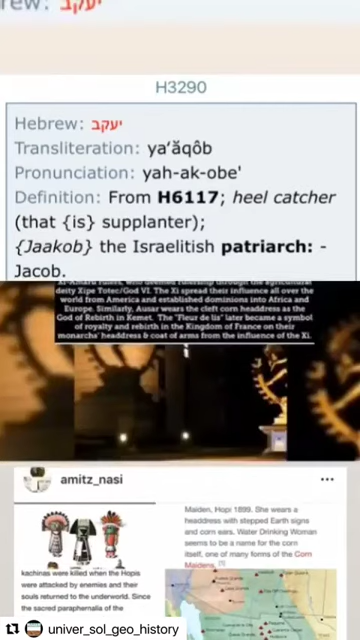 rew: יעקב
H3290
Hebrew: יעקב
Transliteration: ya‛ăqôb
Pronunciation: yah-ak-obe'
Definition: From H6117; heel catcher
(that {is} supplanter);
{Jaakob} the Israelitish patriarch: -
Jacob.
deity Xipe Totec/God VI. The Xi spread their influence all over the
world from America and established dominions into Africa and
Europe. Similarly, Ausar wears the cleft corn headdress as the
God of Rebirth in Kemet. The "Fleur de lis" later became a symbol
of royalty and rebirth in the Kingdom of France on their
monarchs' headdress & coat of arms from the influence of the Xi.
amitz_nasi
Maiden, Hopi 1899. She wears a
headdress with stepped Earth signs
and corn ears. Water Drinking Woman
seems to be a name for the corn
itself, one of many forms of the Corn
Maidens. [5]
kachinas were killed when the Hopis
were attacked by enemies and their
souls returned to the underworld. Since
the sacred paraphernalia of the
univer_sol_geo_history